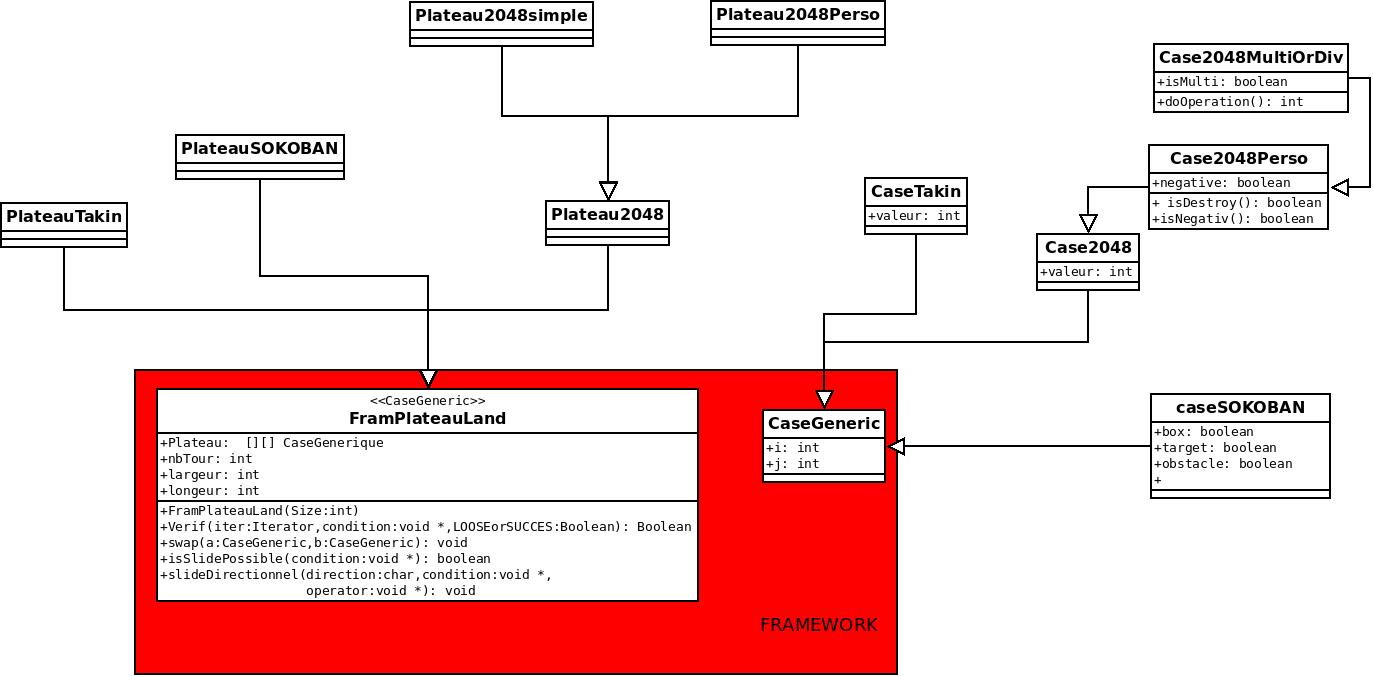 Plateau2048simple
Plateau2048Perso
Case2048MultiOrDiv
+isMulti: boolean
+doOperation(): int
PlateauSOKOBAN
Case2048Perso
+negative: boolean
+ isDestroy(): boolean
+isNegativ(): boolean
CaseTakin
+valeur: int
PlateauTakin
Plateau2048
Case2048
+valeur: int
<<CaseGeneric>>
FramPlateauLand
+Plateau:  [][] CaseGenerique
+nbTour: int
+largeur: int
+longeur: int
+FramPlateauLand(Size:int)
+Verif(iter:Iterator,condition:void *,LOOSEorSUCCES:Boolean): Boolean
+swap(a:CaseGeneric,b:CaseGeneric): void
+isSlidePossible(condition:void *): boolean
+slideDirectionnel(direction:char,condition:void *,
operator:void *): void
CaseGeneric
+i: int
+j: int
caseSOKOBAN
+box: boolean
+target: boolean
+obstacle: boolean
+
FRAMEWORK